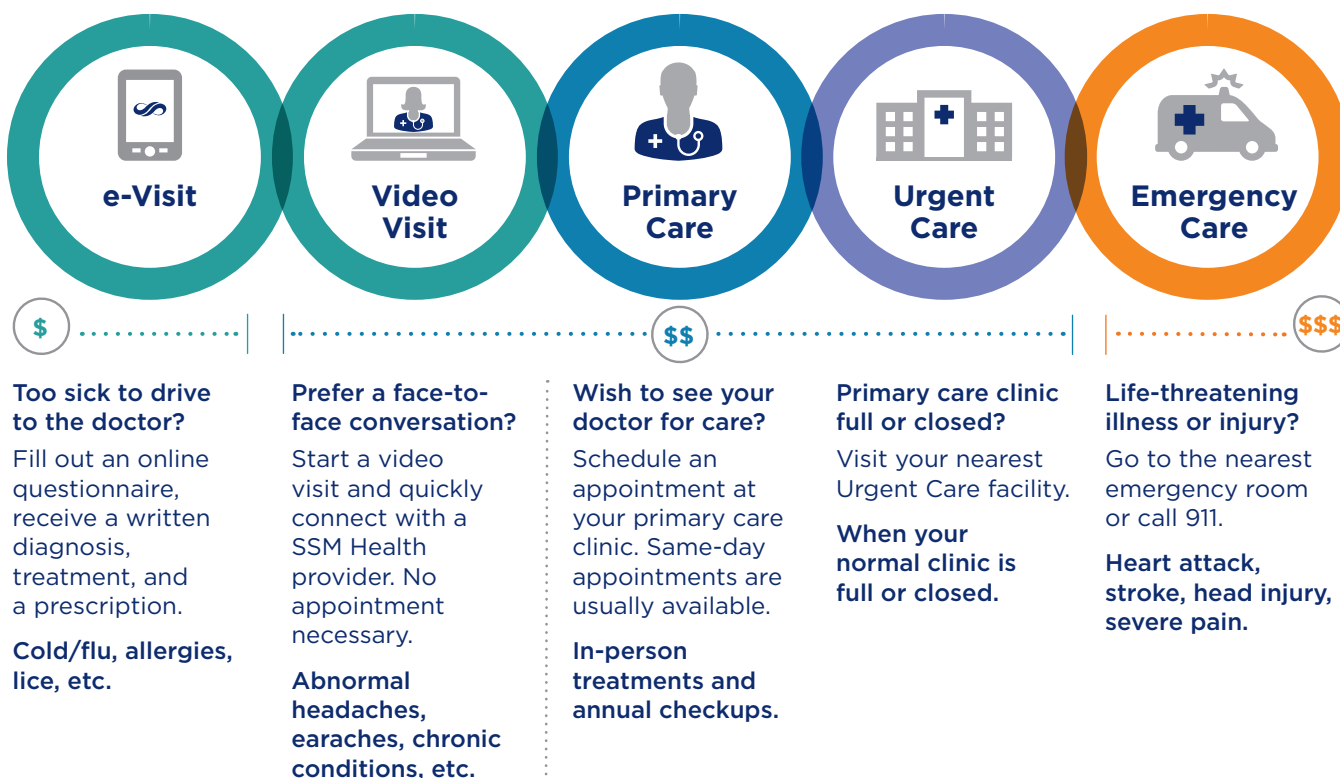 e-Visit
Video
Visit
Primary
Care
Urgent
Care
Emergency
Care
$
$$
$$$
Too sick to drive
to the doctor?
Fill out an online
questionnaire,
receive a written
diagnosis,
treatment, and
a prescription.
Cold/flu, allergies,
lice, etc.
Prefer a face-to-
face conversation?
Start a video
visit and quickly
connect with a
SSM Health
provider. No
appointment
necessary.
Abnormal
headaches,
earaches, chronic
conditions, etc.
Wish to see your
doctor for care?
Schedule an
appointment at
your primary care
clinic. Same-day
appointments are
usually available.
In-person
treatments and
annual checkups.
Primary care clinic
full or closed?
Visit your nearest
Urgent Care facility.
When your
normal clinic is
full or closed.
Life-threatening
illness or injury?
Go to the nearest
emergency room
or call 911.
Heart attack,
stroke, head injury,
severe pain.